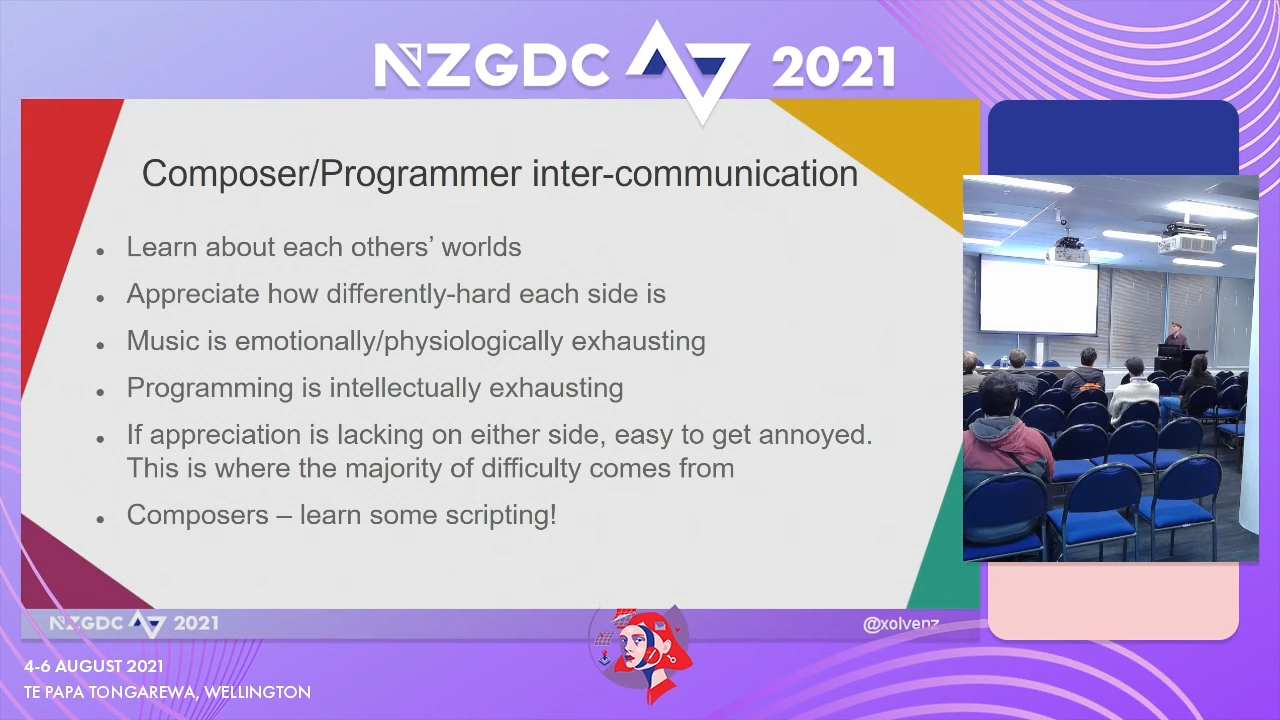 NZGDC 2021
Composer/Programmer inter-communication
Learn about each others’ worlds
Appreciate how differently-hard each side is
Music is emotionally/physiologically exhausting
Programming is intellectually exhausting
If appreciation is lacking on either side, easy to get annoyed.
This is where the majority of difficulty comes from
Composers – learn some scripting!
NZGDC 2021
@xolvenz
4-6 AUGUST 2021
TE PAPA TONGAREWA, WELLINGTON